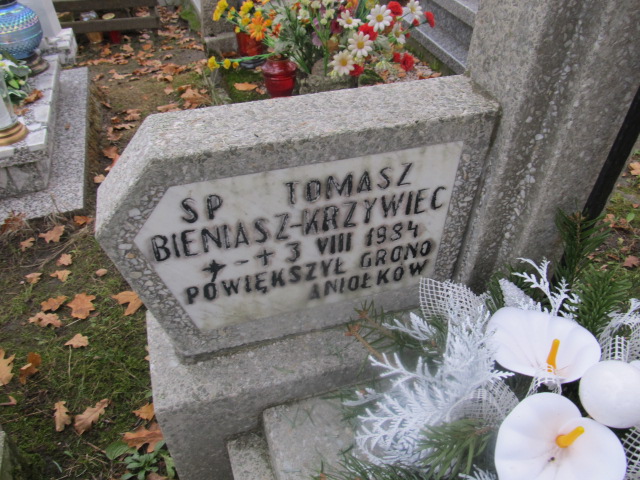 SP TOMASZ
BIENIASZ-KRZYWIEC
* - + 3 VIII 1984
POWIĘKSZYŁ GRONO
ANIOŁKÓW